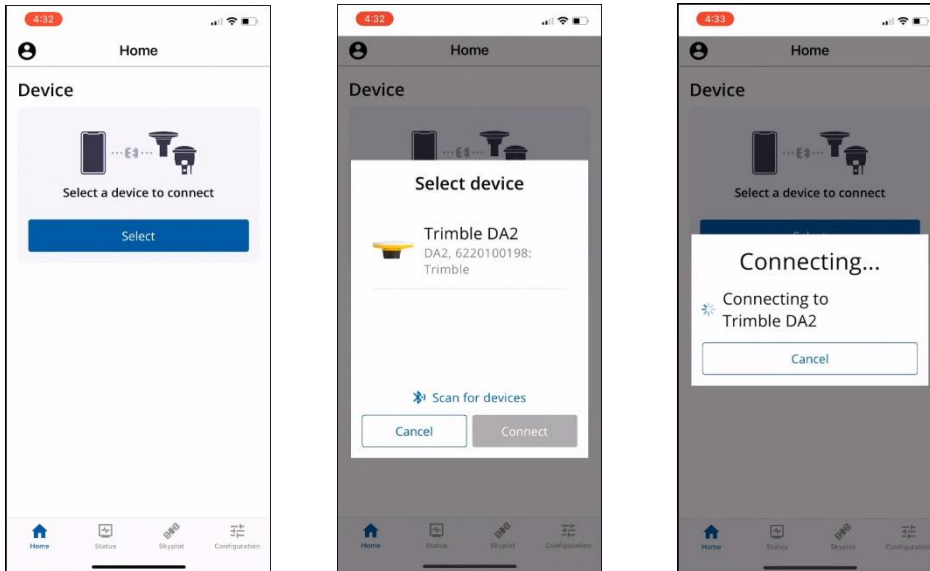 4:32
Home
Device
Select a device to connect
Select
Home
Status
Skyplot
Configuration
4:32
Home
Device
Select device
Trimble DA2
DA2, 6220100198:
Trimble
Scan for devices
Cancel
Connect
Home
Status
Skyplot
Configuration
4:33
Home
Device
Select a device to connect
Connecting...
Connecting to
Trimble DA2
Cancel
Home
Status
Skyplot
Configuration